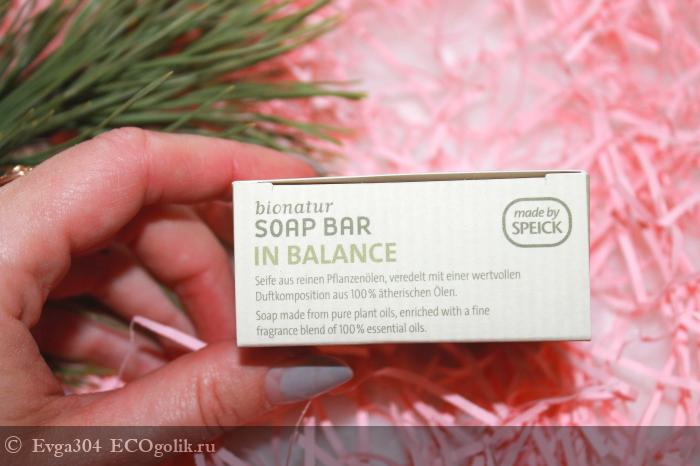 bionatur
SOAP BAR
IN BALANCE
made by
SPEICK
Seife aus reinen Pflanzenölen, veredelt mit einer wertvollen
Duftkomposition aus 100% ätherischen Ölen.
Soap made from pure plant oils, enriched with a fine
fragrance blend of 100% essential oils.
© Evga304 ECOgolik.ru